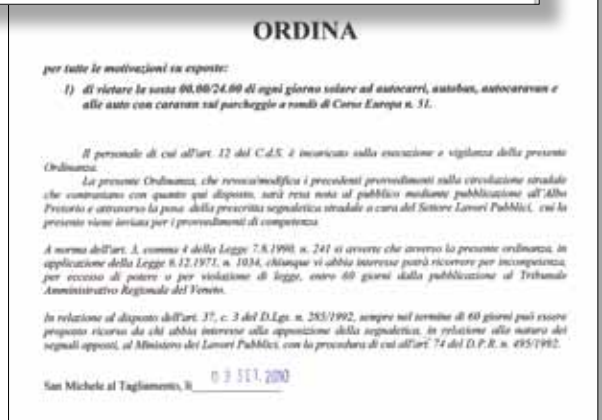 ORDINA
per tutte le motivazioni su esposte:
1) di vietare la sosta 00.00/24.00 di ogni giorno solare ad autocarri, autobus, autocaravan e
alle auto con caravan sul parcheggio a rondò di Corso Europa n. 51.
Il personale di cui all'art. 12 del C.d.S. è incaricato sulla esecuzione e vigilanza della presente
Ordinanza.
La presente Ordinanza, che revoca/modifica i precedenti provvedimenti sulla circolazione stradale
che contrastano con quanto qui disposto, sarà resa nota al pubblico mediante pubblicazione all'Albo
Pretorio e attraverso la posa della prescritta segnaletica stradale a cura del Settore Lavori Pubblici, cui la
presente viene inviata per i provvedimenti di competenza.
A norma dell'art. 3, comma 4 della Legge 7.8.1990, n. 241 si avverte che avverso la presente ordinanza, in
applicazione della Legge 6.12.1971, n. 1034, chiunque vi abbia interesse potrà ricorrere per incompetenza,
per eccesso di potere o per violazione di legge, entro 60 giorni dalla pubblicazione al Tribunale
Amministrativo Regionale del Veneto.
In relazione al disposto dell'art. 37, c. 3 del D.Lgs. n. 285/1992, sempre nel termine di 60 giorni può essere
proposto ricorso da chi abbia interesse alla apposizione della segnaletica, in relazione alla natura dei
segnali apposti, al Ministero dei Lavori Pubblici, con la procedura di cui all'art. 74 del D.P.R. n. 495/1992.
San Michele al Tagliamento, lì 03 SET. 2010